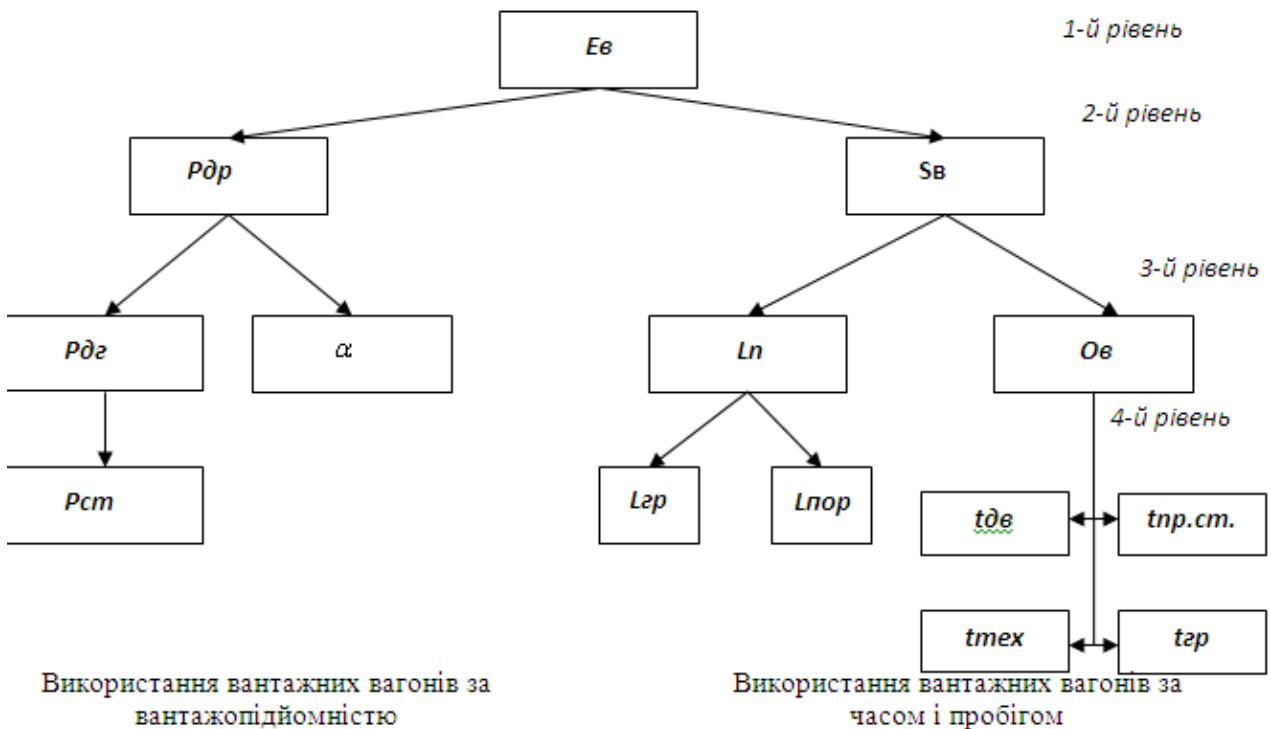 Ев
1-й рівень
2-й рівень
Рдр
Sв
3-й рівень
Рдг
α
Lп
Ов
4-й рівень
Рст
Lгр
Lпор
tдв
tпр.ст.
tтех
tгр
Використання вантажних вагонів за
вантажопідйомністю
Використання вантажних вагонів за
часом і пробігом